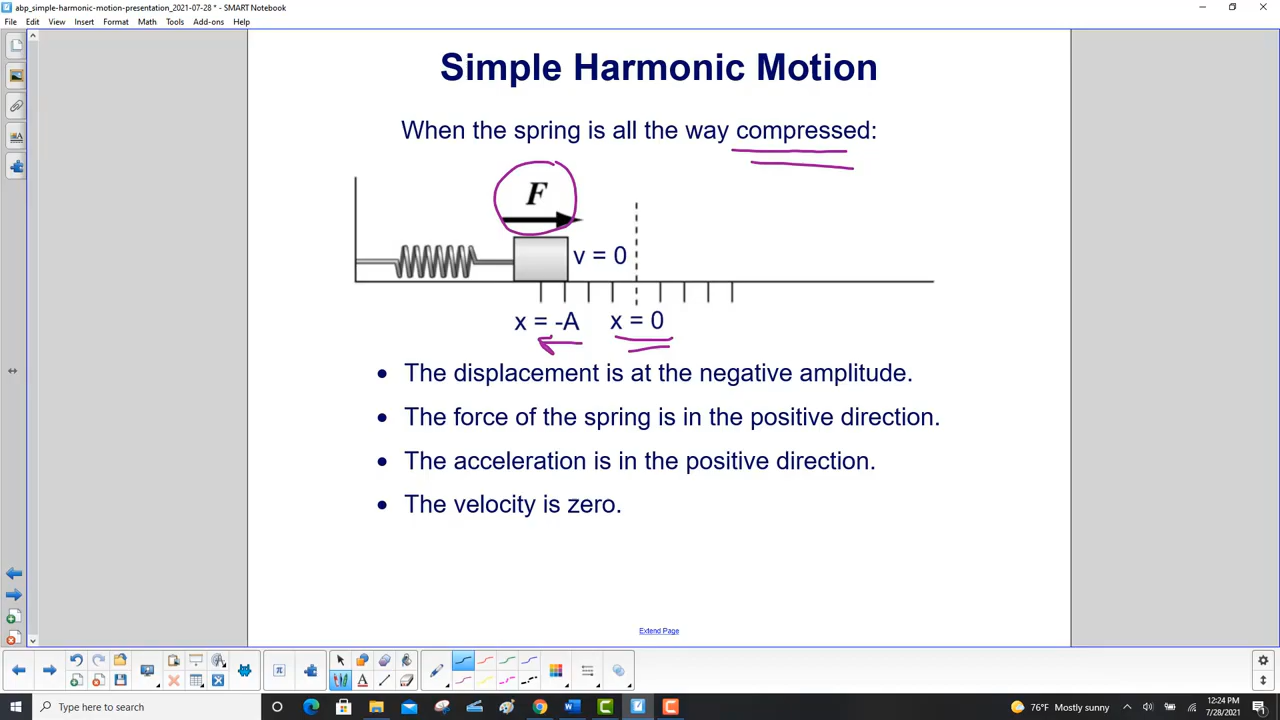 abp_simple-harmonic-motion-presentation_2021-07-28 * - SMART Notebook
File Edit View Insert Format Math Tools Add-ons Help
Simple Harmonic Motion
When the spring is all the way compressed:
F
v = 0
x = -A x = 0
• The displacement is at the negative amplitude.
• The force of the spring is in the positive direction.
• The acceleration is in the positive direction.
• The velocity is zero.
Extend Page
Type here to search
76°F Mostly sunny
12:24 PM
7/28/2021